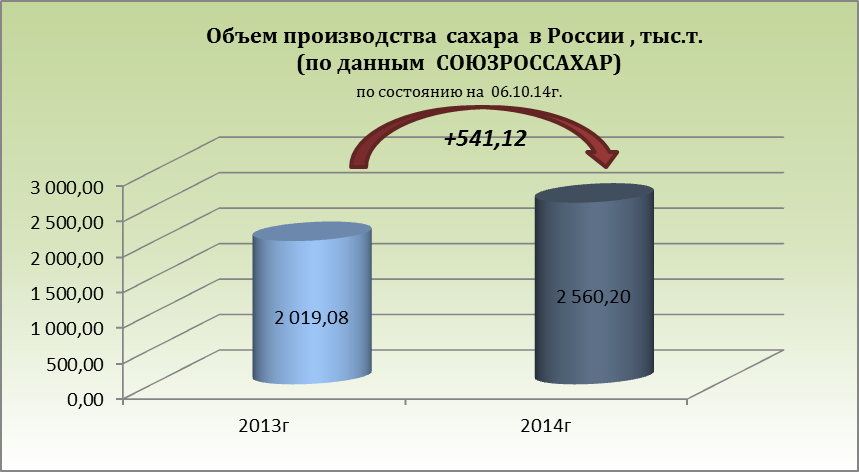 Объем производства сахара в России , тыс.т.
(по данным СОЮЗРОССАХАР)
по состоянию на 06.10.14г.
+541,12
3 000,00
2 500,00
2 000,00
1 500,00
1 000,00
500,00
0,00
2 019,08
2 560,20
2013г
2014г